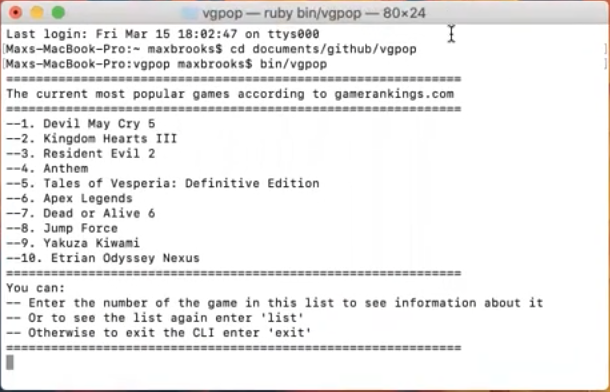 vgpop — ruby bin/vgpop — 80×24
Last login: Fri Mar 15 18:02:47 on ttys000
[Maxs-MacBook-Pro:~ maxbrooks$ cd documents/github/vgpop ]
[Maxs-MacBook-Pro:vgpop maxbrooks$ bin/vgpop ]
=========================================================
The current most popular games according to gamerankings.com
=========================================================
--1. Devil May Cry 5
--2. Kingdom Hearts III
--3. Resident Evil 2
--4. Anthem
--5. Tales of Vesperia: Definitive Edition
--6. Apex Legends
--7. Dead or Alive 6
--8. Jump Force
--9. Yakuza Kiwami
--10. Etrian Odyssey Nexus
=========================================================
You can:
-- Enter the number of the game in this list to see information about it
-- Or to see the list again enter 'list'
-- Otherwise to exit the CLI enter 'exit'
=========================================================